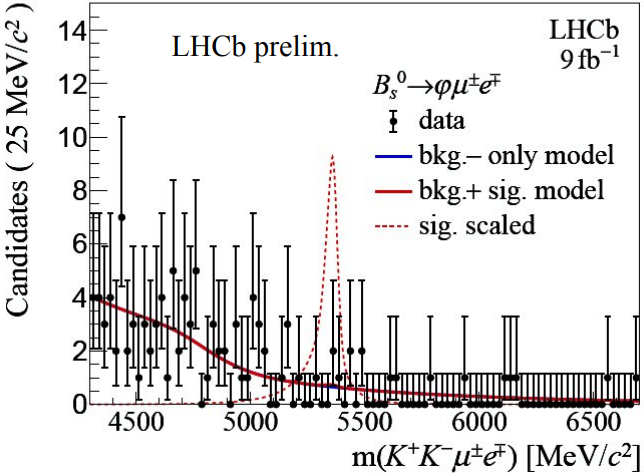 LHCb prelim.
LHCb
9 fb⁻¹
Bₛ⁰→φμ±e∓
data
bkg.– only model
bkg.+ sig. model
sig. scaled
Candidates ( 25 MeV/c²)
14
12
10
8
6
4
2
0
4500 5000 5500 6000 6500
m(K⁺K⁻μ±e∓) [MeV/c²]